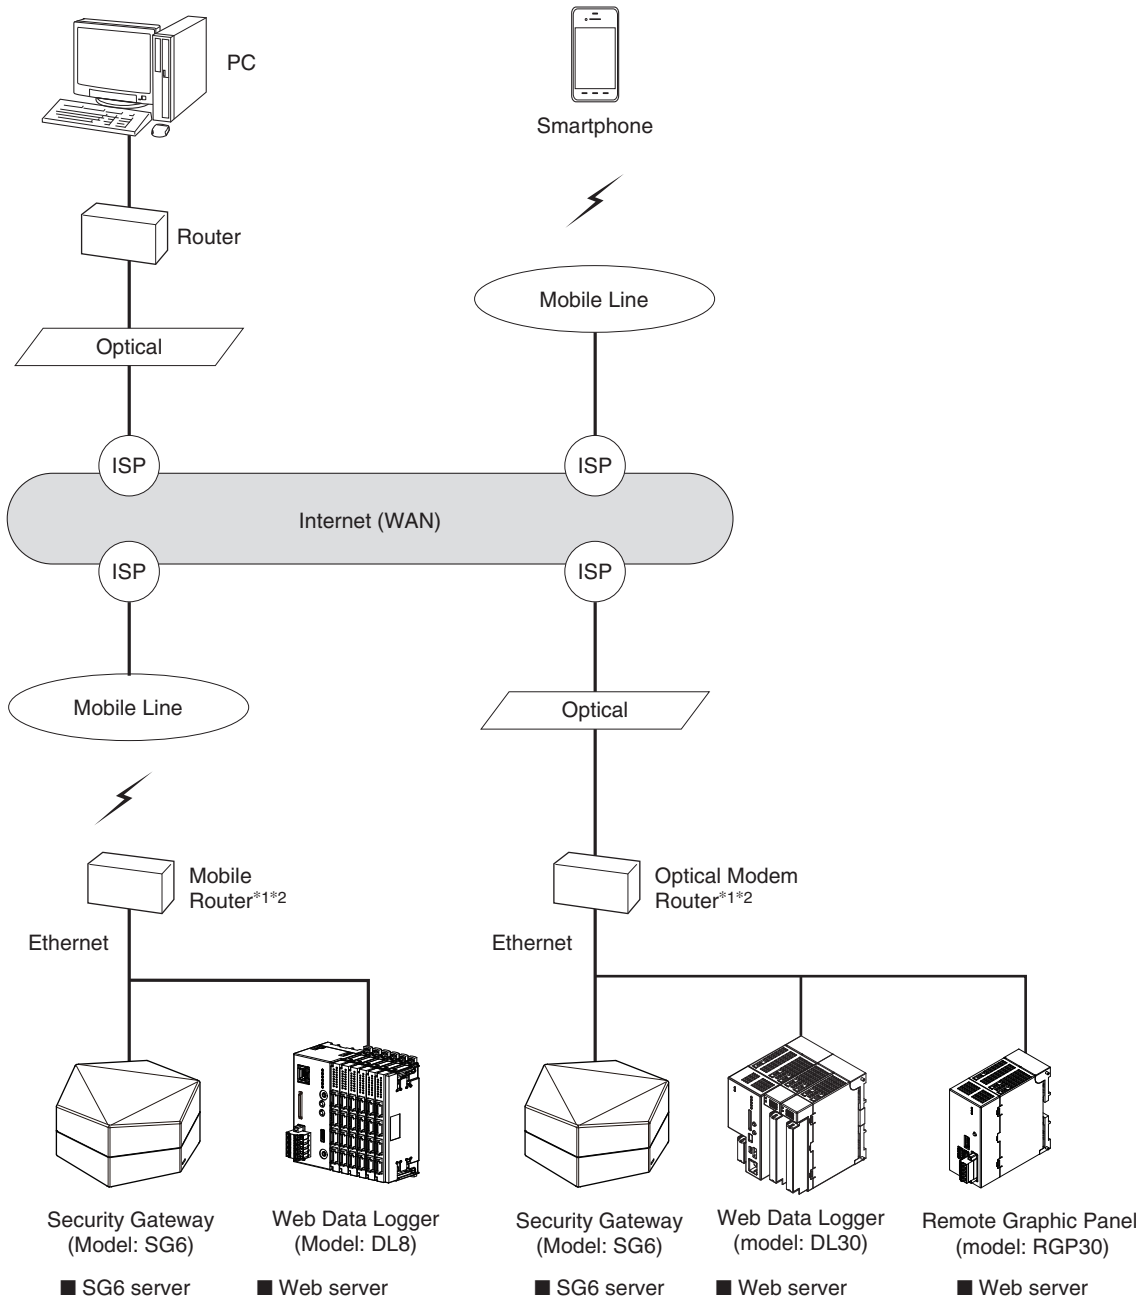 PC
Smartphone
Router
Mobile Line
Optical
ISP
ISP
Internet (WAN)
ISP
ISP
Mobile Line
Optical
Mobile
Router*1*2
Optical Modem
Router*1*2
Ethernet
Ethernet
Security Gateway
(Model: SG6)
■ SG6 server
Web Data Logger
(Model: DL8)
■ Web server
Security Gateway
(Model: SG6)
■ SG6 server
Web Data Logger
(model: DL30)
■ Web server
Remote Graphic Panel
(model: RGP30)
■ Web server